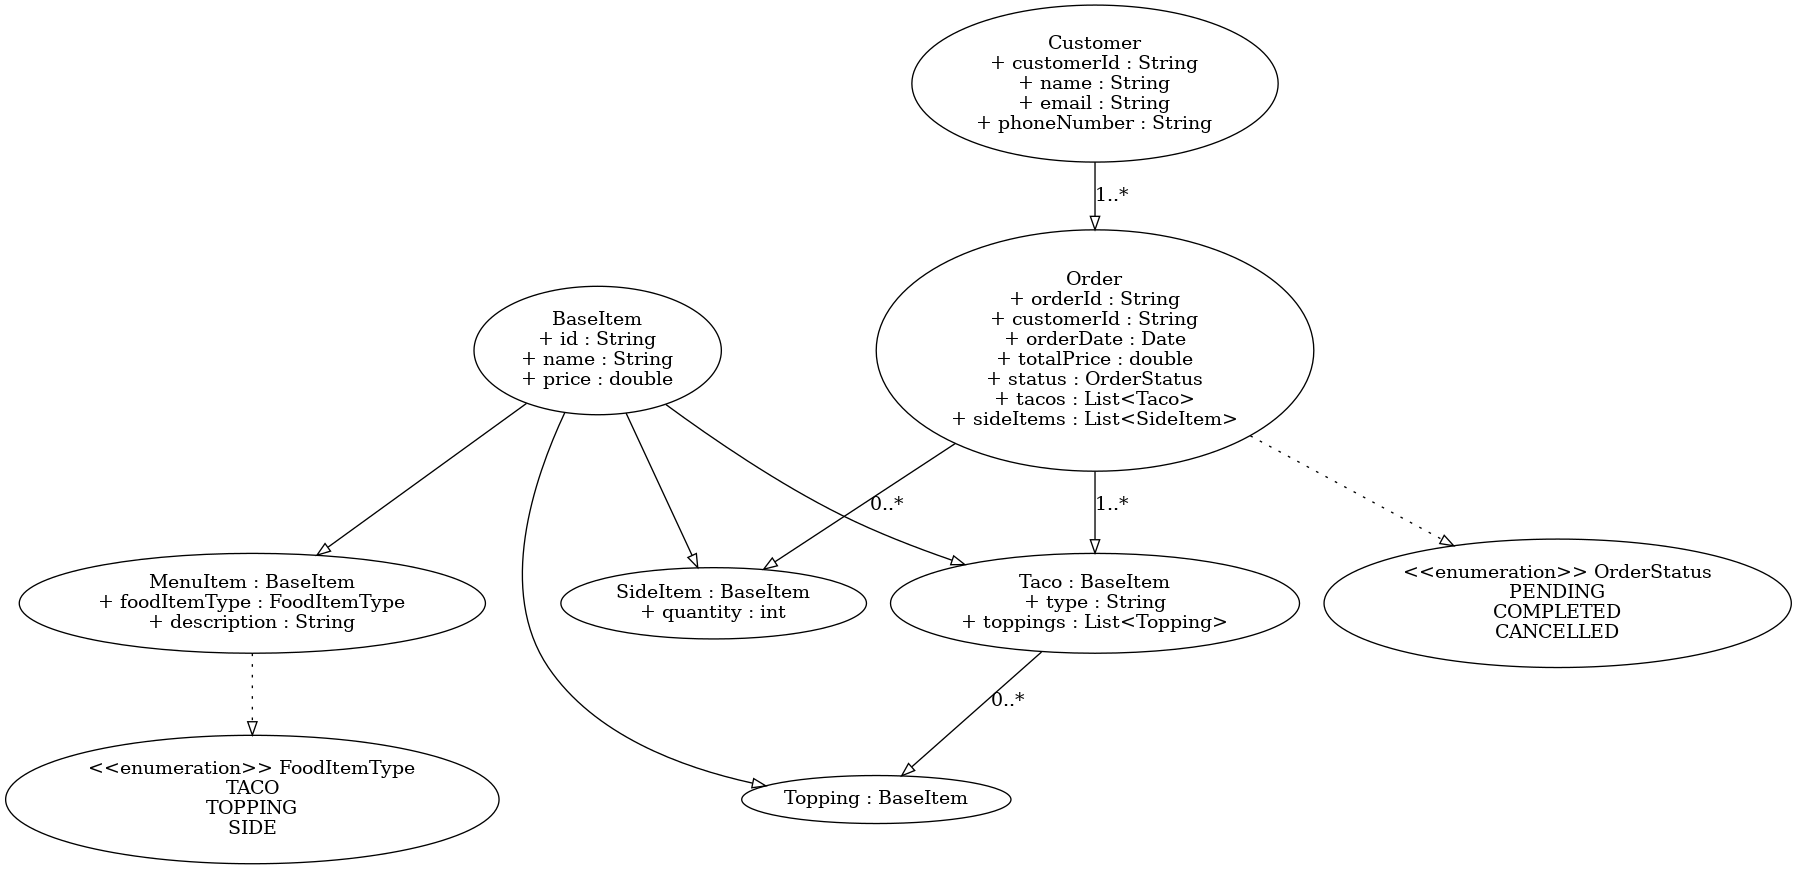 Customer
+ customerId : String
+ name : String
+ email : String
+ phoneNumber : String
1..*
Order
+ orderId : String
+ customerId : String
+ orderDate : Date
+ totalPrice : double
+ status : OrderStatus
+ tacos : List<Taco>
+ sideItems : List<SideItem>
BaseItem
+ id : String
+ name : String
+ price : double
0..*
1..*
MenuItem : BaseItem
+ foodItemType : FoodItemType
+ description : String
SideItem : BaseItem
+ quantity : int
Taco : BaseItem
+ type : String
+ toppings : List<Topping>
<<enumeration>> OrderStatus
PENDING
COMPLETED
CANCELLED
0..*
<<enumeration>> FoodItemType
TACO
TOPPING
SIDE
Topping : BaseItem